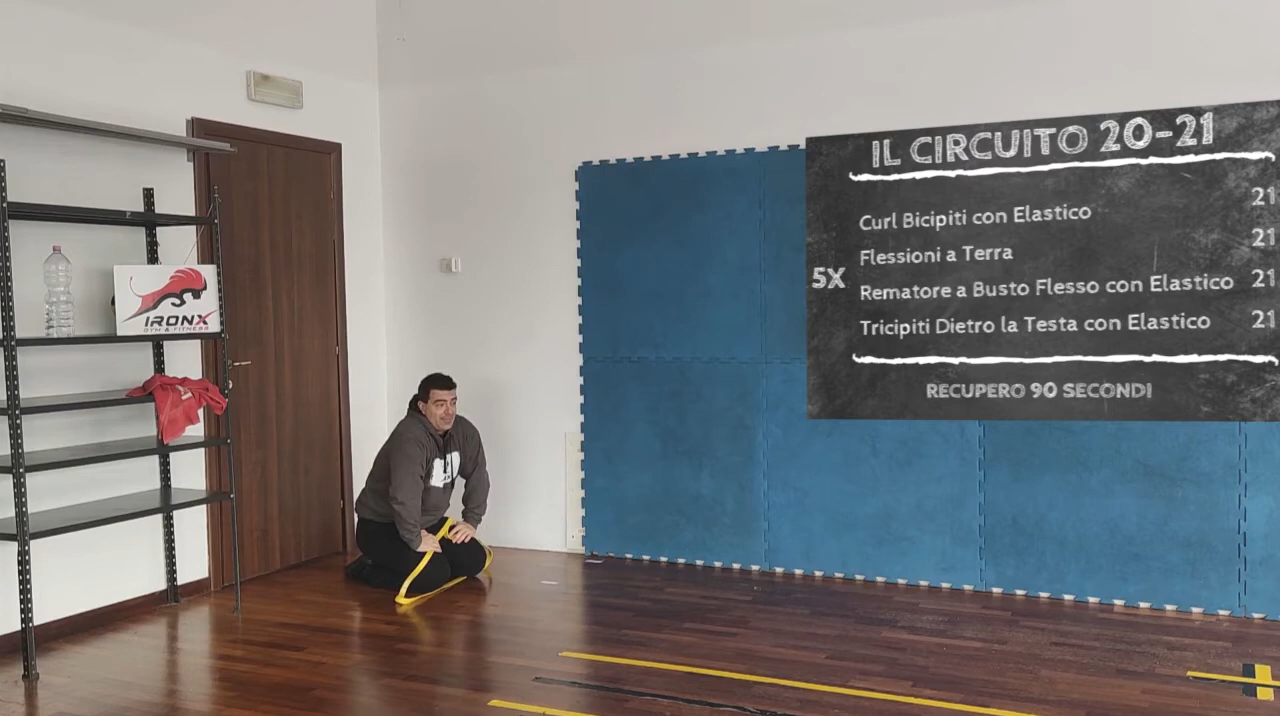 IL CIRCUITO 20-21
Curl Bicipiti con Elastico 21
Flessioni a Terra 21
5X
Rematore a Busto Flesso con Elastico 21
Tricipiti Dietro la Testa con Elastico 21
RECUPERO 90 SECONDI
IRONX
GYM & FITNESS